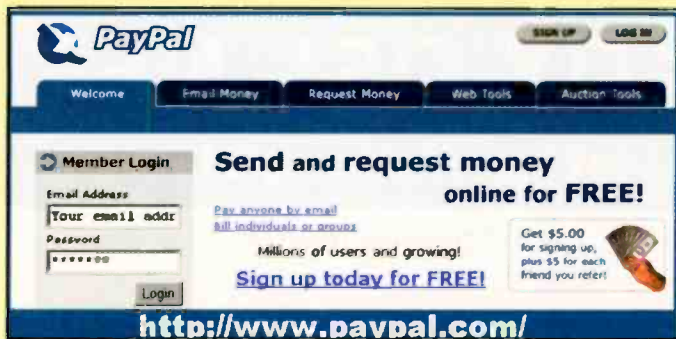 PayPal
SIGN UP LOG IN
Welcome Email Money Request Money Web Tools Auction Tools
Member Login
Email Address
Your email addr
Password
*******
Login
Send and request money
online for FREE!
Pay anyone by email
Bill individuals or groups
Millions of users and growing!
Sign up today for FREE!
Get $5.00
for signing up,
plus $5 for each
friend you refer!
http://www.paypal.com/